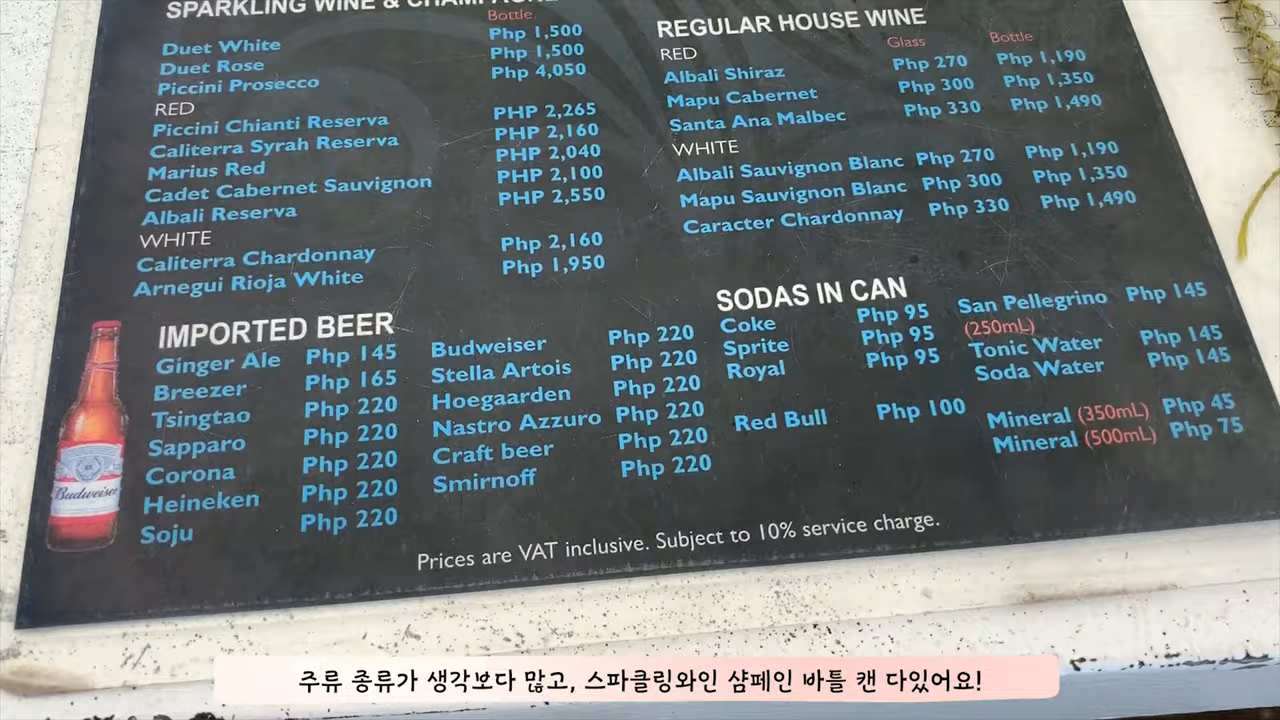 SPARKLING WINE & CHAMPAGNE
Bottle
Duet White Php 1,500
Duet Rose Php 1,500
Piccini Prosecco Php 4,050
RED
Piccini Chianti Reserva PHP 2,265
Caliterra Syrah Reserva PHP 2,160
Marius Red PHP 2,040
Cadet Cabernet Sauvignon PHP 2,100
Albali Reserva PHP 2,550
WHITE
Caliterra Chardonnay Php 2,160
Arnegui Rioja White Php 1,950
REGULAR HOUSE WINE
RED Glass Bottle
Albali Shiraz Php 270 Php 1,190
Mapu Cabernet Php 300 Php 1,350
Santa Ana Malbec Php 330 Php 1,490
WHITE
Albali Sauvignon Blanc Php 270 Php 1,190
Mapu Sauvignon Blanc Php 300 Php 1,350
Caracter Chardonnay Php 330 Php 1,490
IMPORTED BEER
Ginger Ale Php 145
Breezer Php 165
Tsingtao Php 220
Sapparo Php 220
Corona Php 220
Heineken Php 220
Soju Php 220
Budweiser Php 220
Stella Artois Php 220
Hoegaarden Php 220
Nastro Azzuro Php 220
Craft beer Php 220
Smirnoff Php 220
SODAS IN CAN
Coke Php 95
Sprite Php 95
Royal Php 95
Red Bull Php 100
San Pellegrino Php 145
(250mL)
Tonic Water Php 145
Soda Water Php 145
Mineral (350mL) Php 45
Mineral (500mL) Php 75
Budweiser
Prices are VAT inclusive. Subject to 10% service charge.
주류 종류가 생각보다 많고, 스파클링와인 샴페인 바틀 캔 다있어요!